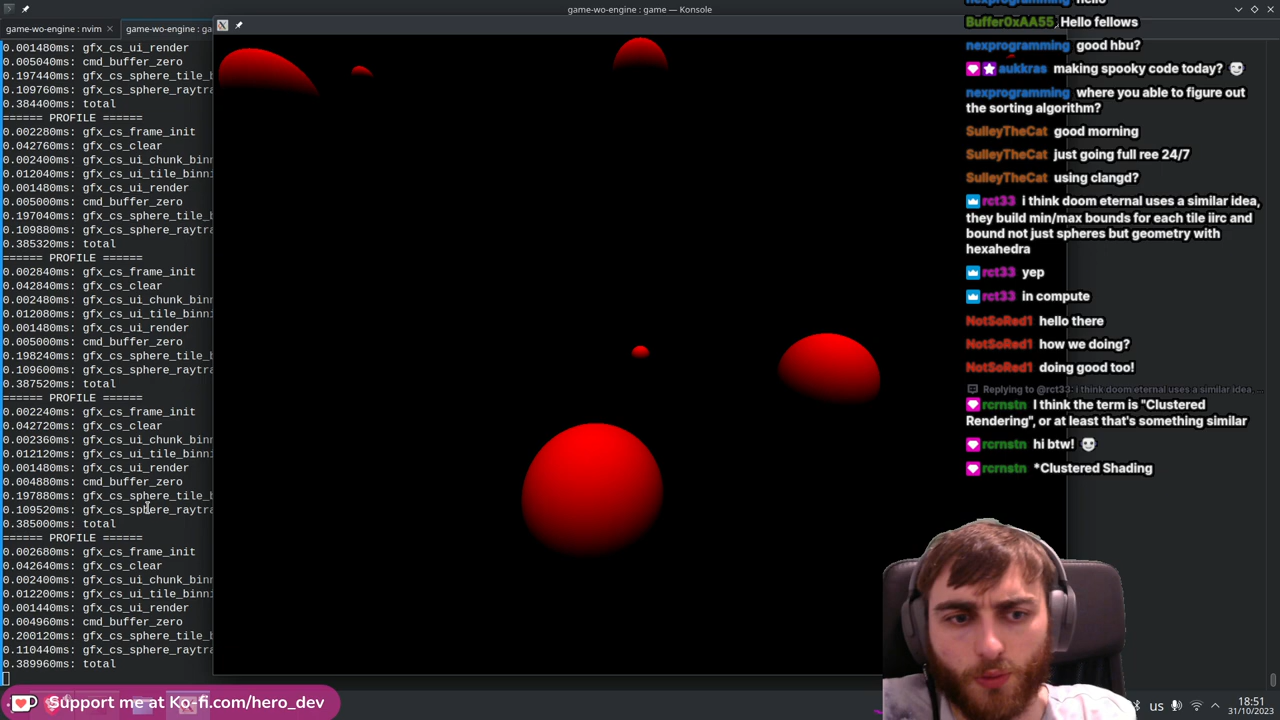 game-wo-engine : game — Konsole
game-wo-engine : nvim
game-wo-engine : ga
0.001480ms: gfx_cs_ui_render
0.005000ms: cmd_buffer_zero
0.197440ms: gfx_cs_sphere_tile_b
0.109760ms: gfx_cs_sphere_raytra
0.384400ms: total
====== PROFILE ======
0.002280ms: gfx_cs_frame_init
0.042760ms: gfx_cs_clear
0.002400ms: gfx_cs_ui_chunk_binn
0.012000ms: gfx_cs_ui_tile_binni
0.001480ms: gfx_cs_ui_render
0.005000ms: cmd_buffer_zero
0.197040ms: gfx_cs_sphere_tile_b
0.109880ms: gfx_cs_sphere_raytra
0.385320ms: total
====== PROFILE ======
0.002840ms: gfx_cs_frame_init
0.042480ms: gfx_cs_clear
gfx_cs_ui_chunk_binn
gfx_cs_ui_tile_binni
0.001480ms: gfx_cs_ui_render
0.005000ms: cmd_buffer_zero
0.198240ms: gfx_cs_sphere_tile_b
0.109600ms: gfx_cs_sphere_raytra
0.387520ms: total
====== PROFILE ======
0.002240ms: gfx_cs_frame_init
0.042720ms: gfx_cs_clear
0.002360ms: gfx_cs_ui_chunk_binn
gfx_cs_ui_tile_binni
0.001480ms: gfx_cs_ui_render
0.004880ms: cmd_buffer_zero
0.197880ms: gfx_cs_sphere_tile_b
0.109520ms: gfx_cs_sphere_raytra
0.385000ms: total
====== PROFILE ======
0.002680ms: gfx_cs_frame_init
0.042640ms: gfx_cs_clear
0.002400ms: gfx_cs_ui_chunk_binn
0.012200ms: gfx_cs_ui_tile_binni
0.001440ms: gfx_cs_ui_render
0.004960ms: cmd_buffer_zero
0.200120ms: gfx_cs_sphere_tile_b
0.110440ms: gfx_cs_sphere_raytra
0.389960ms: total
nexprogramming hello
Buffer0xAA55 Hello fellows
nexprogramming good hbu?
aukkras making spooky code today?
nexprogramming where you able to figure out
the sorting algorithm?
SulleyTheCat good morning
SulleyTheCat just going full ree 24/7
SulleyTheCat using clangd?
rct33 i think doom eternal uses a similar idea,
they build min/max bounds for each tile iirc and
bound not just spheres but geometry with
hexahedra
rct33 yep
rct33 in compute
NotSoRed1 hello there
NotSoRed1 how we doing?
NotSoRed1 doing good too!
Replying to @rct33: i think doom eternal uses a similar idea,
rcrnstn I think the term is "Clustered
Rendering", or at least that's something similar
rcrnstn hi btw!
rcrnstn *Clustered Shading
Support me at Ko-fi.com/hero_dev
us
18:51
31/10/2023